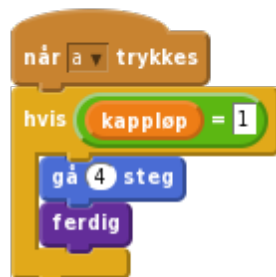 når a trykkes
hvis kappløp = 1
gå 4 steg
ferdig